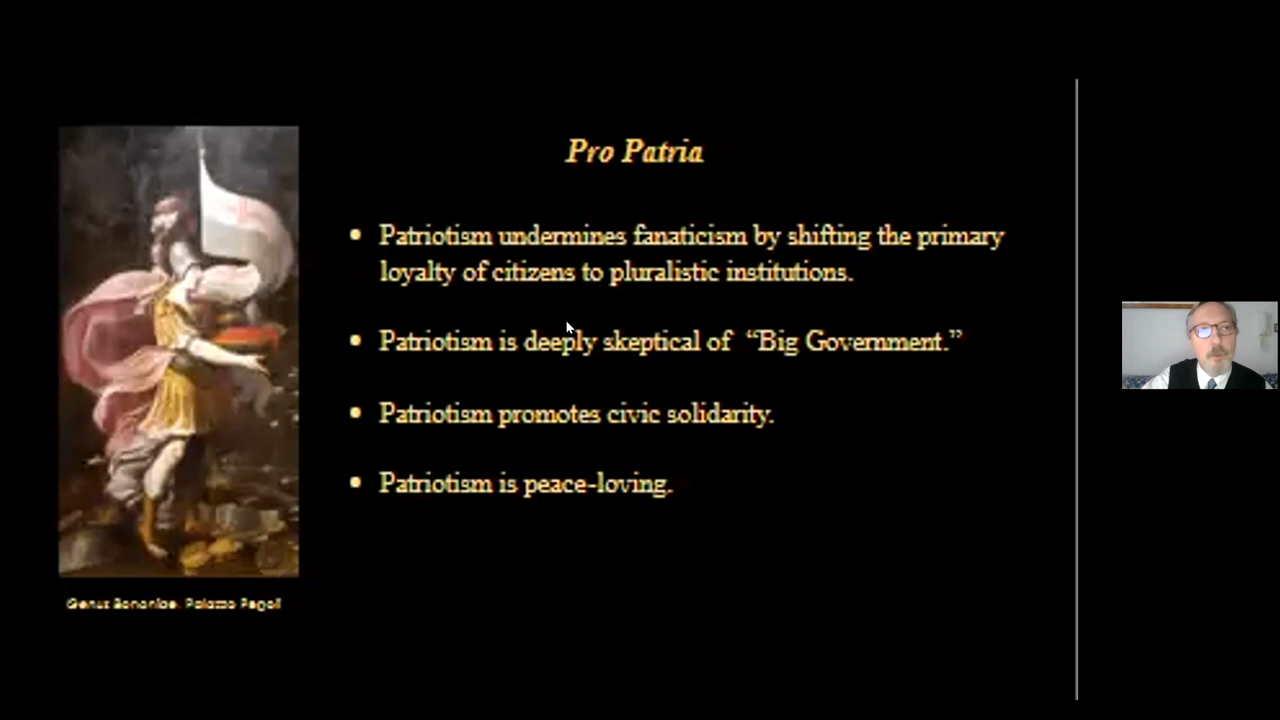 Pro Patria
• Patriotism undermines fanaticism by shifting the primary
loyalty of citizens to pluralistic institutions.
• Patriotism is deeply skeptical of “Big Government.”
• Patriotism promotes civic solidarity.
• Patriotism is peace-loving.
Genus Bononiae. Palazzo